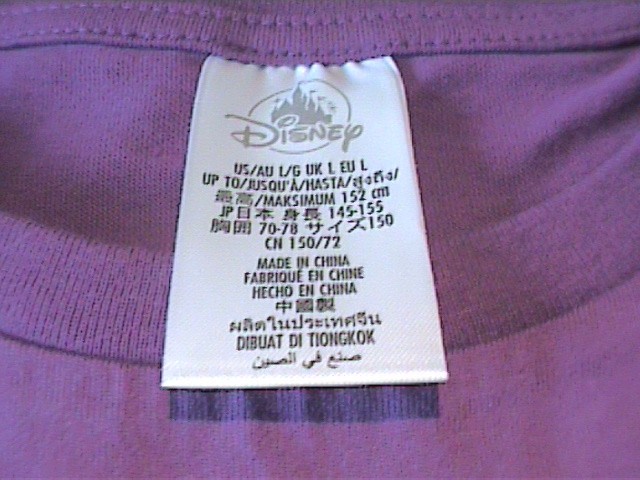 Disney
US/AU L/G UK L EU L
UP TO/JUSQU'À/HASTA/สูงถึง/
最高/MAKSIMUM 152 cm
JP日本 身長 145-155
胸囲 70-78 サイズ150
CN 150/72
MADE IN CHINA
FABRIQUÉ EN CHINE
HECHO EN CHINA
中國製
ผลิตในประเทศจีน
DIBUAT DI TIONGKOK
صنع في الصين